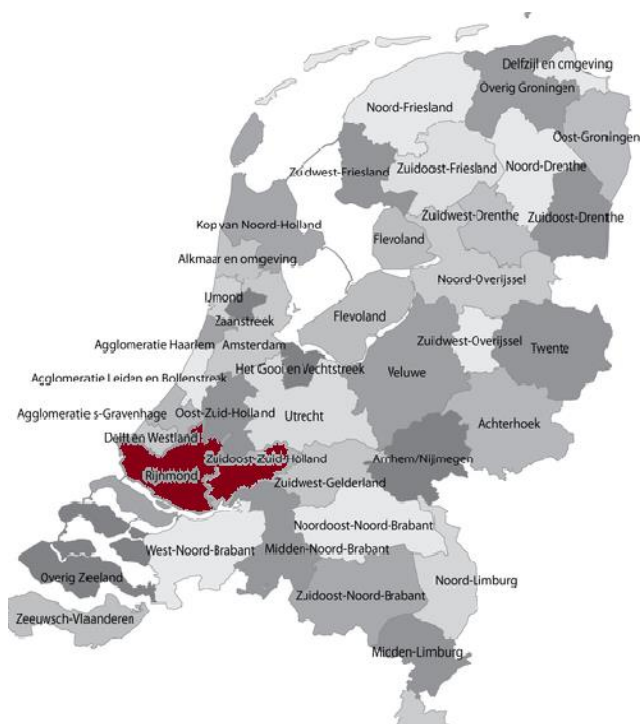 Delfzijl en omgeving
Overig Groningen
Noord-Friesland
Oost-Groningen
Zuidwest-Friesland
Zuidoost-Friesland
Noord-Drenthe
Kop van Noord-Holland
Zuidwest-Drenthe
Zuidoost-Drenthe
Flevoland
Alkmaar en omgeving
Noord-Overijssel
IJmond
Zaanstreek
Flevoland
Agglomeratie Haarlem
Amsterdam
Zuidwest-Overijssel
Twente
Het Gooi en Vechtstreek
Veluwe
Agglomeratie Leiden en Bollenstreek
Agglomeratie s-Gravenhage
Oost-Zuid-Holland
Utrecht
Achterhoek
Delft en Westland
Zuidoost-Zuid-Holland
Arnhem/Nijmegen
Rijnmond
Zuidwest-Gelderland
Noordoost-Noord-Brabant
West-Noord-Brabant
Midden-Noord-Brabant
Overig Zeeland
Noord-Limburg
Zuidoost-Noord-Brabant
Zeeuwsch-Vlaanderen
Midden-Limburg